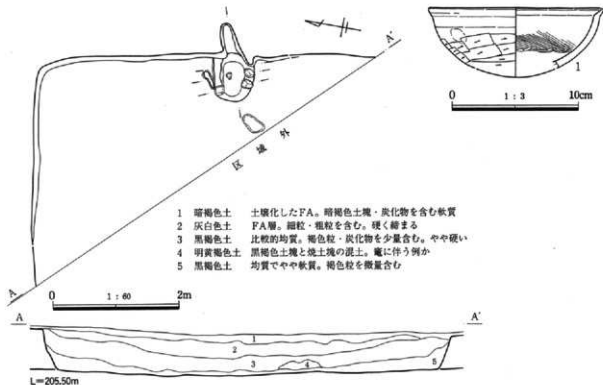 A'
1
0 1:3 10cm
区域外
1 暗褐色土 土壌化したFA。暗褐色土塊・炭化物を含む軟質
2 灰白色土 FA層。細粒・粗粒を含む。硬く締まる
3 黒褐色土 比較的均質。褐色粒・炭化物を少量含む。やや硬い
4 明黄褐色土 黒褐色土塊と焼土塊の混土。竃に伴う例か
5 黒褐色土 均質でやや軟質。褐色粒を微量含む
A
0 1:60 2m
A A'
1
2
3 4 5
L=205.50m